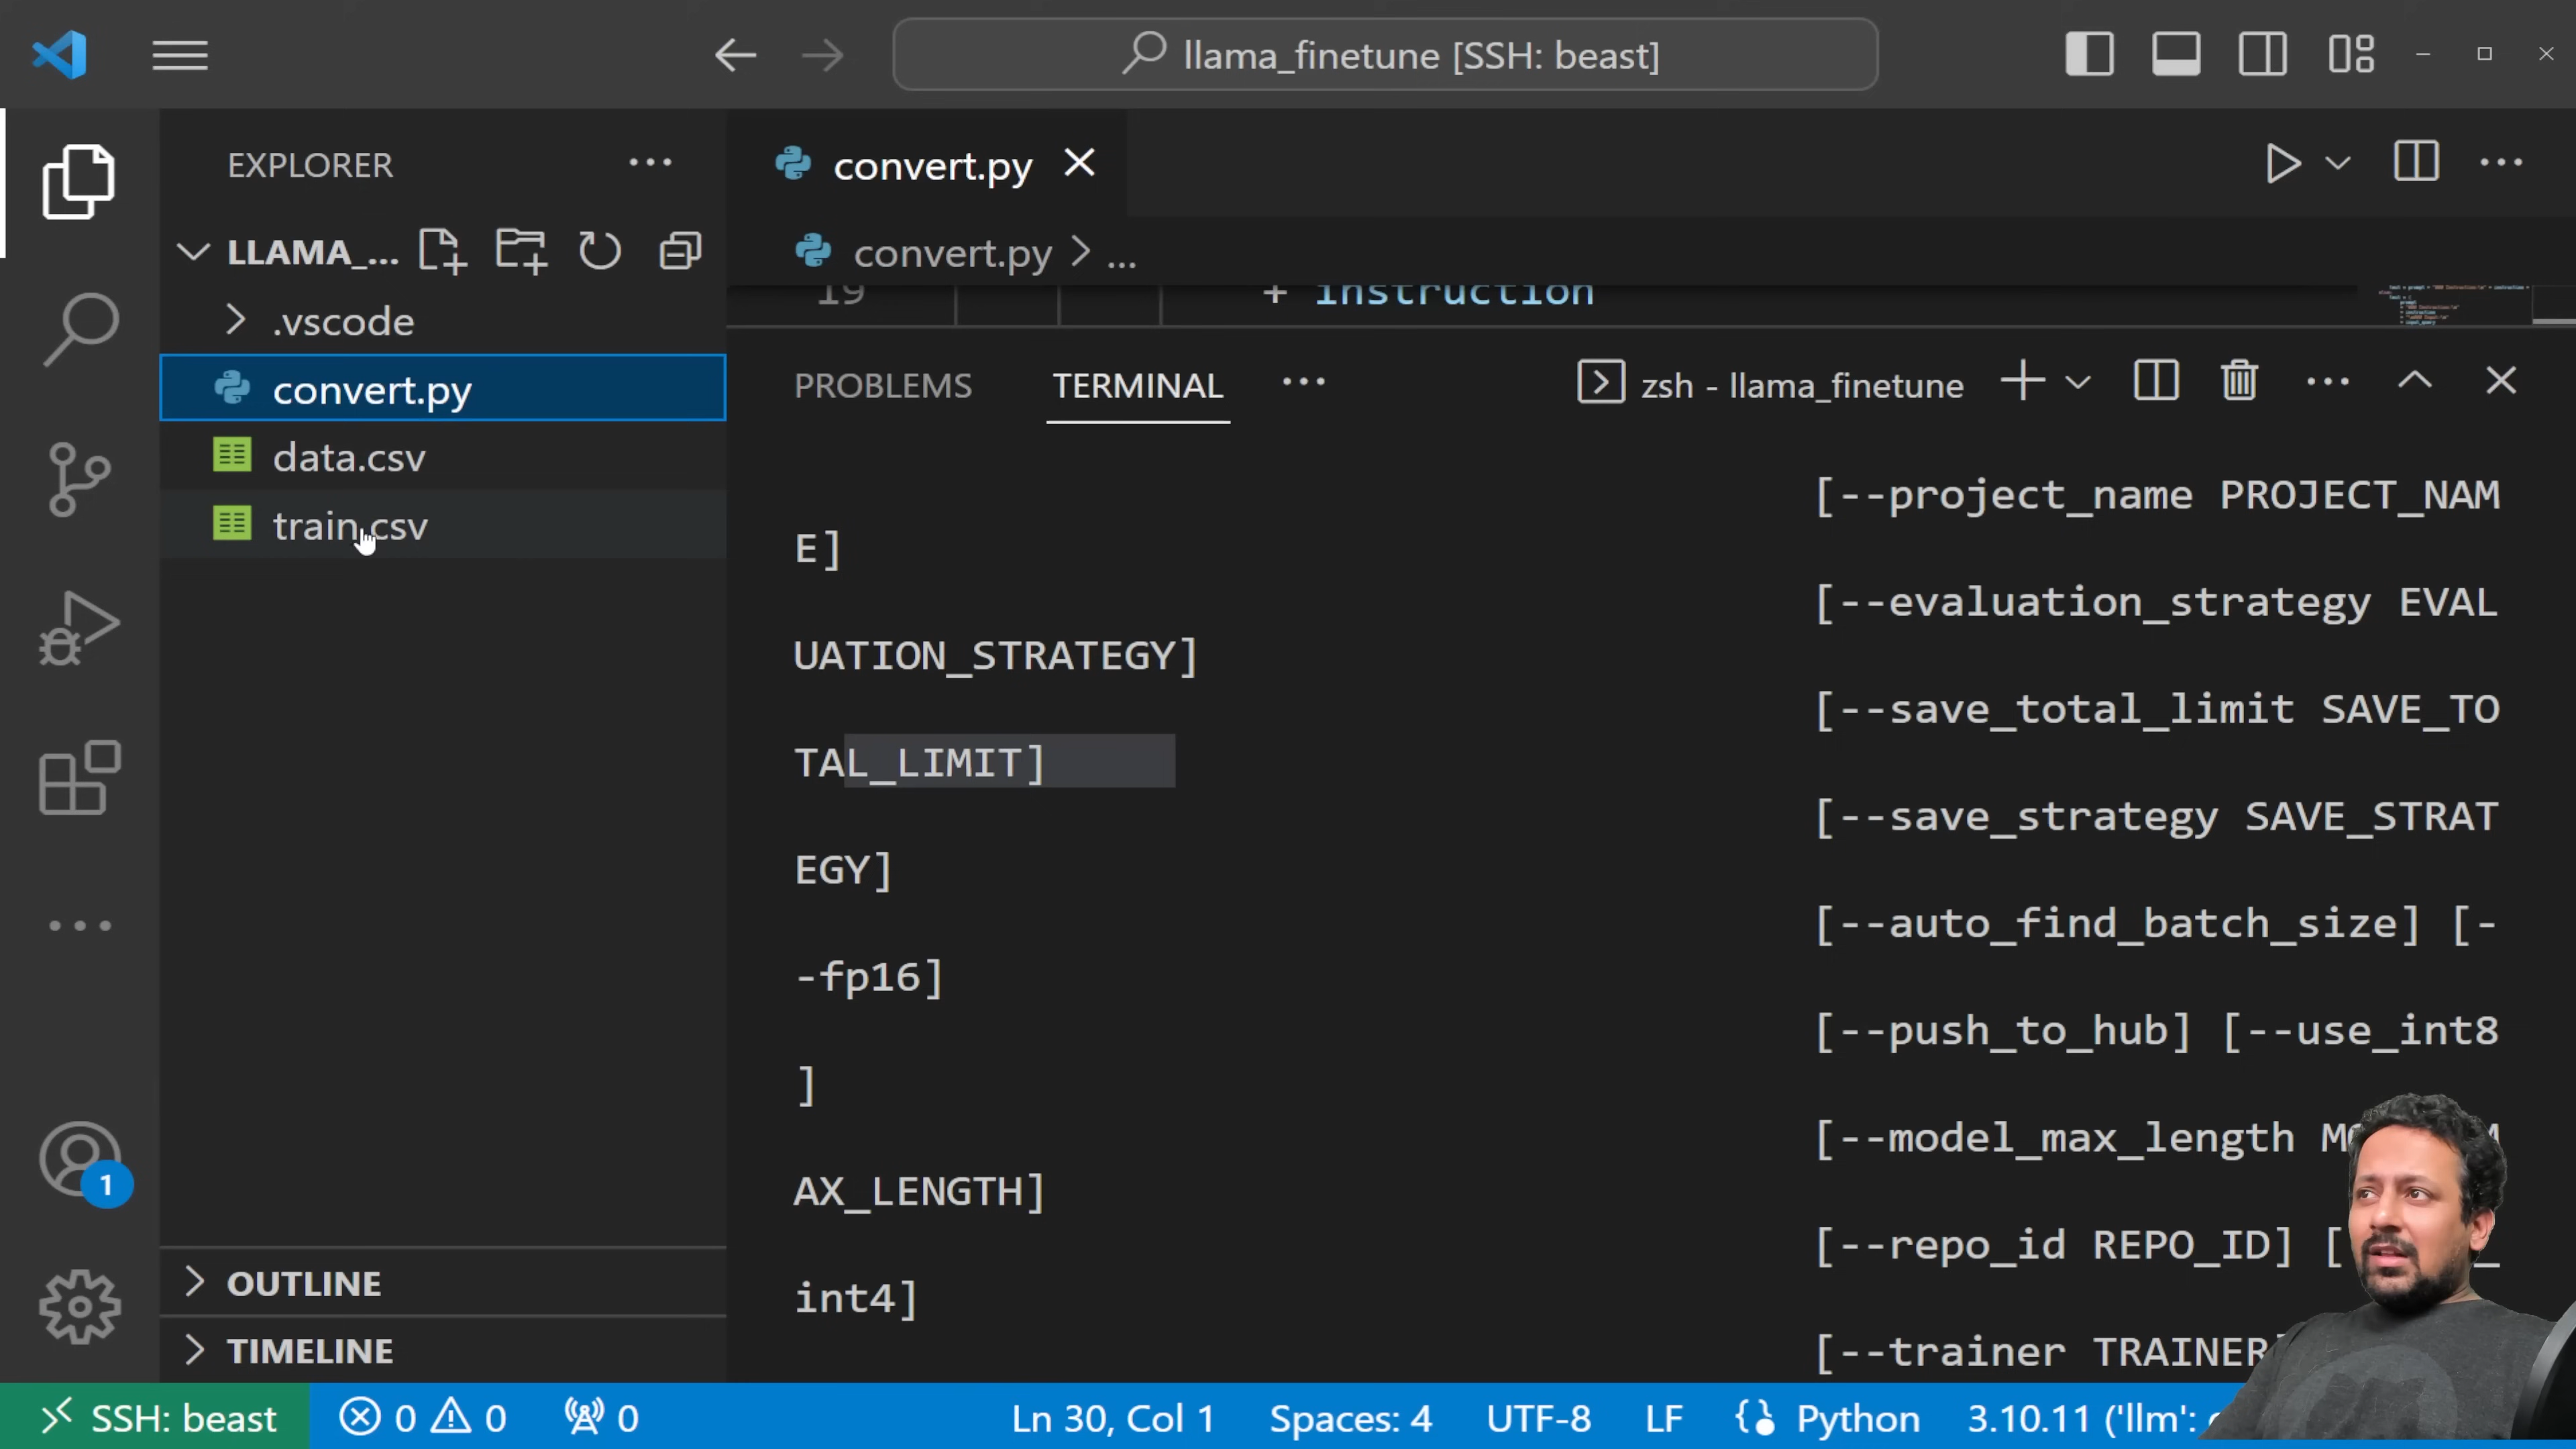 llama_finetune [SSH: beast]
EXPLORER
convert.py
LLAMA_...
convert.py > ...
.vscode
19 + instruction
convert.py
PROBLEMS TERMINAL zsh - llama_finetune
data.csv
train.csv
[--project_name PROJECT_NAM
E]
[--evaluation_strategy EVAL
UATION_STRATEGY]
[--save_total_limit SAVE_TO
TAL_LIMIT]
[--save_strategy SAVE_STRAT
EGY]
[--auto_find_batch_size] [-
-fp16]
[--push_to_hub] [--use_int8
]
[--model_max_length
AX_LENGTH]
[--repo_id REPO_ID] [
int4]
[--trainer TRAINER]
1
OUTLINE
TIMELINE
SSH: beast 0 0 0 Ln 30, Col 1 Spaces: 4 UTF-8 LF Python 3.10.11 ('llm':